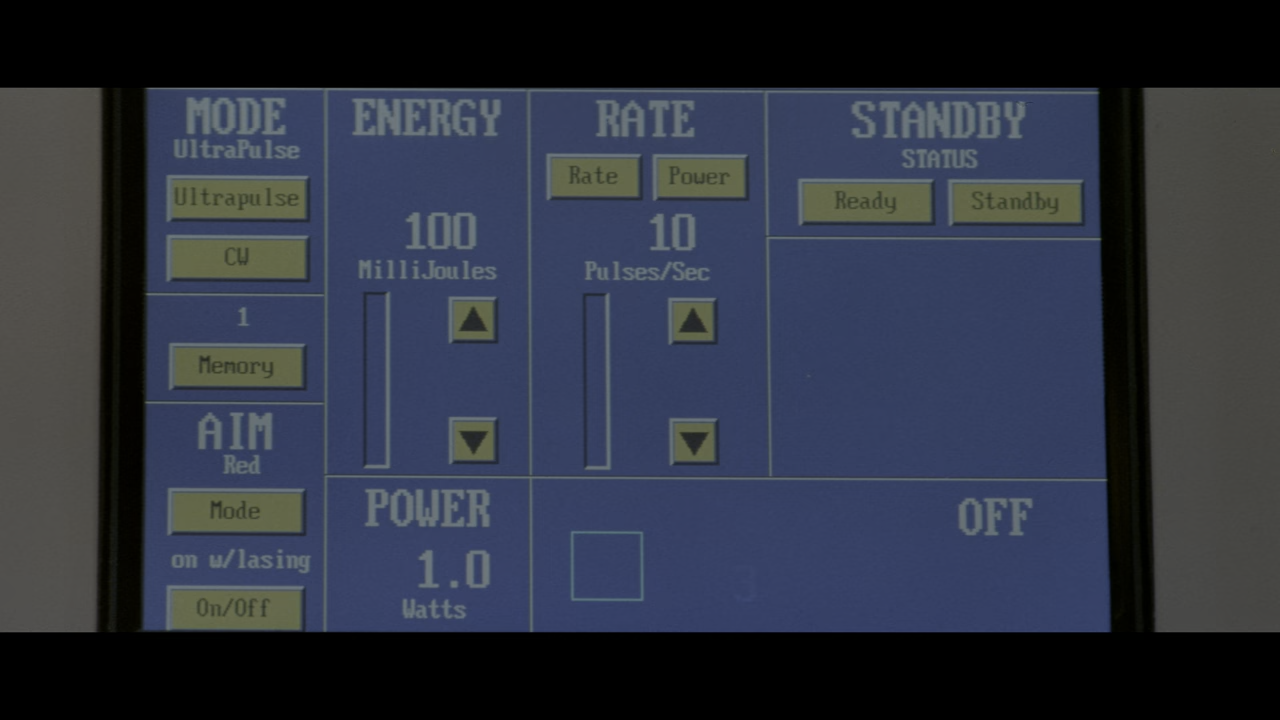 MODE
UltraPulse
Ultrapulse
CW
1
Memory
AIM
Red
Mode
on w/lasing
On/Off
ENERGY
100
MilliJoules
RATE
Rate Power
10
Pulses/Sec
STANDBY
STATUS
Ready Standby
POWER
1.0
Watts
3
OFF